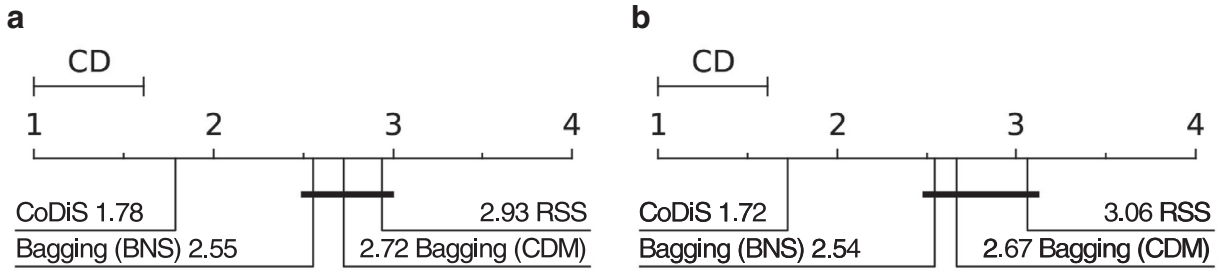 a
CD
1 2 3 4
CoDiS 1.78
2.93 RSS
Bagging (BNS) 2.55
2.72 Bagging (CDM)
b
CD
1 2 3 4
CoDiS 1.72
3.06 RSS
Bagging (BNS) 2.54
2.67 Bagging (CDM)